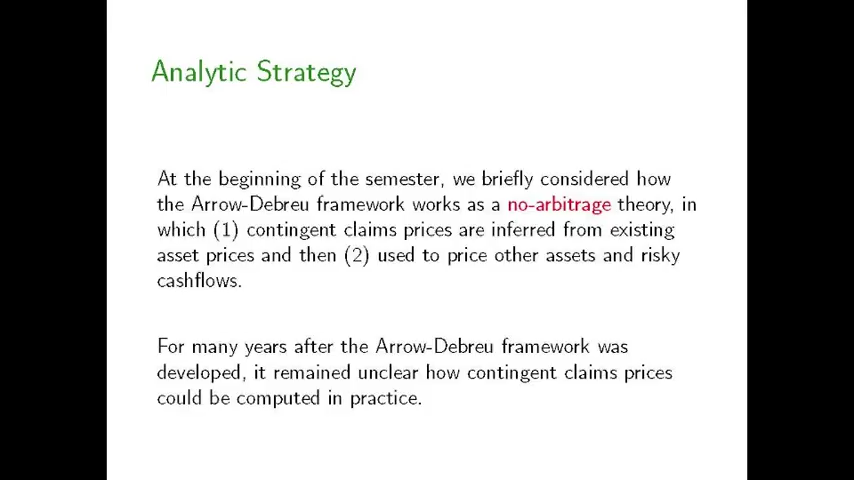 Analytic Strategy
At the beginning of the semester, we briefly considered how
the Arrow-Debreu framework works as a no-arbitrage theory, in
which (1) contingent claims prices are inferred from existing
asset prices and then (2) used to price other assets and risky
cashflows.
For many years after the Arrow-Debreu framework was
developed, it remained unclear how contingent claims prices
could be computed in practice.